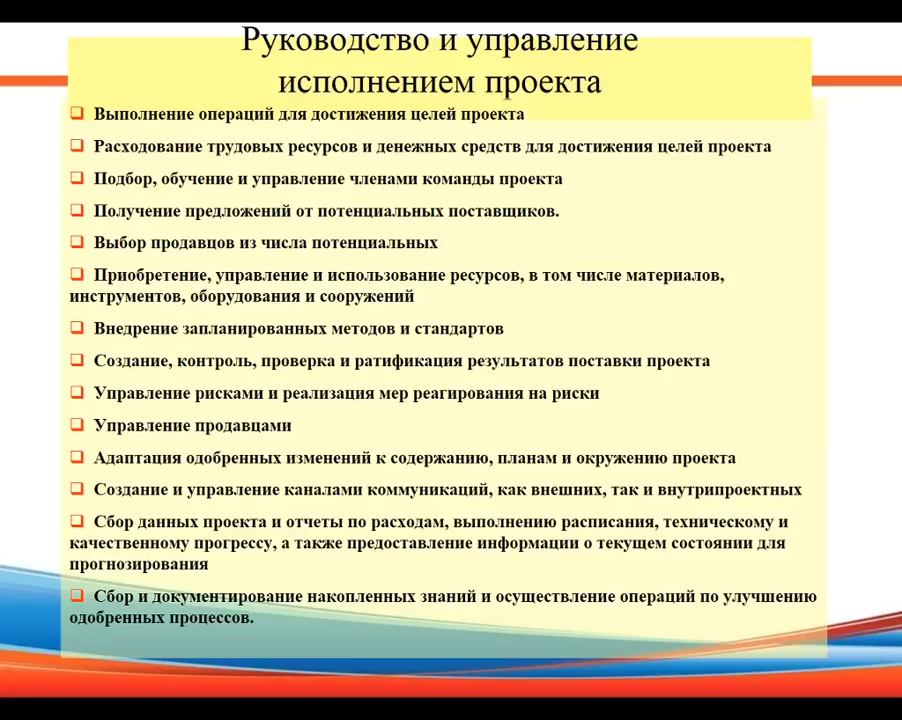 Руководство и управление
исполнением проекта
Выполнение операций для достижения целей проекта
Расходование трудовых ресурсов и денежных средств для достижения целей проекта
Подбор, обучение и управление членами команды проекта
Получение предложений от потенциальных поставщиков.
Выбор продавцов из числа потенциальных
Приобретение, управление и использование ресурсов, в том числе материалов,
инструментов, оборудования и сооружений
Внедрение запланированных методов и стандартов
Создание, контроль, проверка и ратификация результатов поставки проекта
Управление рисками и реализация мер реагирования на риски
Управление продавцами
Адаптация одобренных изменений к содержанию, планам и окружению проекта
Создание и управление каналами коммуникаций, как внешних, так и внутрипроектных
Сбор данных проекта и отчеты по расходам, выполнению расписания, техническому и
качественному прогрессу, а также предоставление информации о текущем состоянии для
прогнозирования
Сбор и документирование накопленных знаний и осуществление операций по улучшению
одобренных процессов.